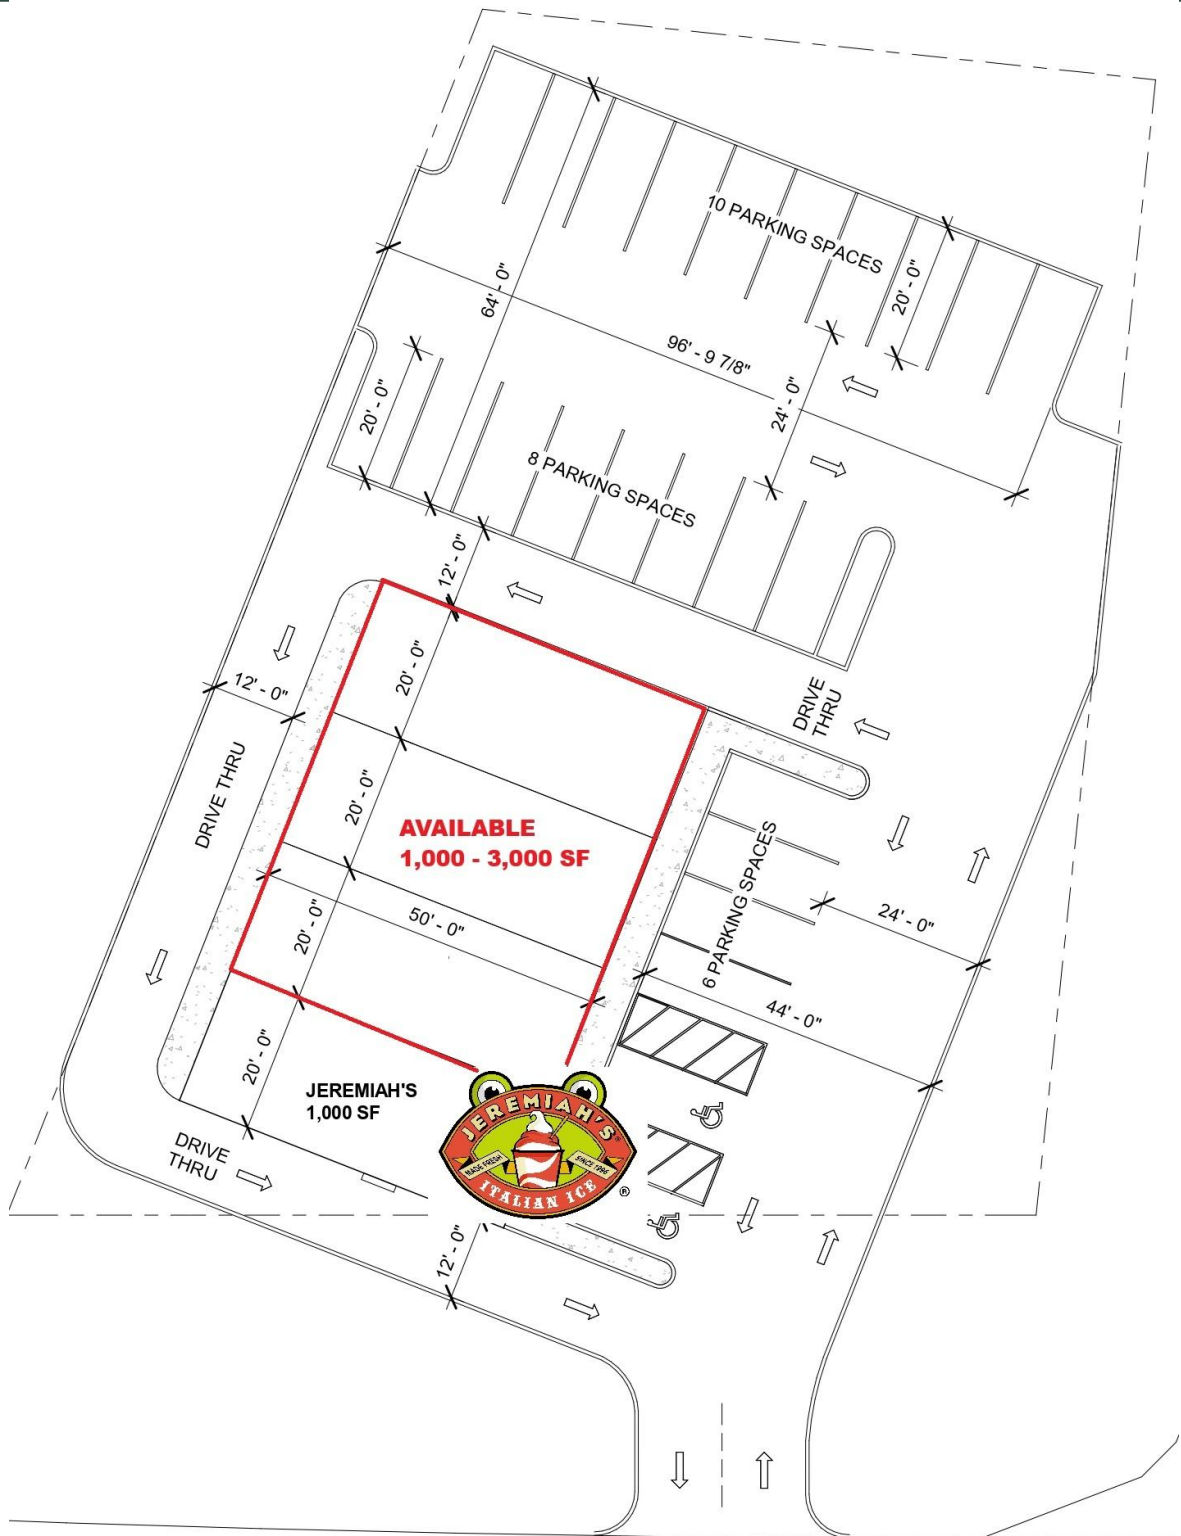 10 PARKING SPACES
64' - 0"
20' - 0"
96' - 9 7/8"
24' - 0"
20' - 0"
8 PARKING SPACES
12' - 0"
20' - 0"
12' - 0"
DRIVE
THRU
DRIVE THRU
20' - 0"
AVAILABLE
1,000 - 3,000 SF
6 PARKING SPACES
24' - 0"
50' - 0"
20' - 0"
44' - 0"
20' - 0"
JEREMIAH'S
1,000 SF
JEREMIAH'S®
MADE FRESH
SINCE 1996
ITALIAN ICE
®
DRIVE
THRU
12' - 0"